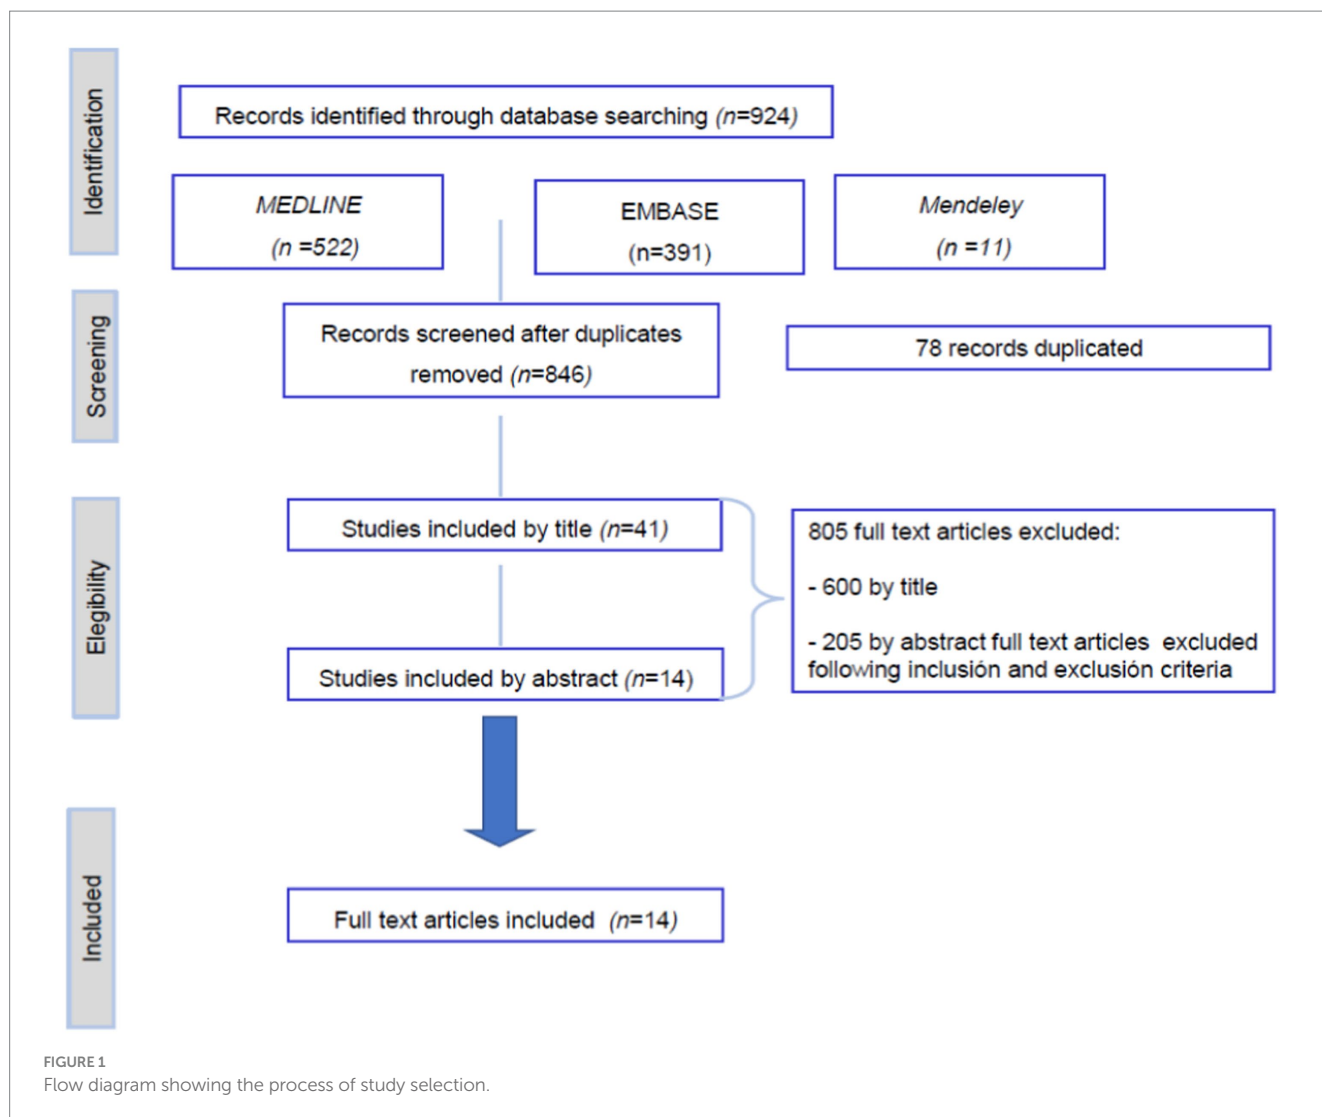 Identification
Records identified through database searching (n=924)
MEDLINE
(n =522)
EMBASE
(n=391)
Mendeley
(n =11)
Screening
Records screened after duplicates
removed (n=846)
78 records duplicated
Elegibility
Studies included by title (n=41)
Studies included by abstract (n=14)
805 full text articles excluded:
- 600 by title
- 205 by abstract full text articles excluded
following inclusión and exclusión criteria
Included
Full text articles included (n=14)
FIGURE 1
Flow diagram showing the process of study selection.